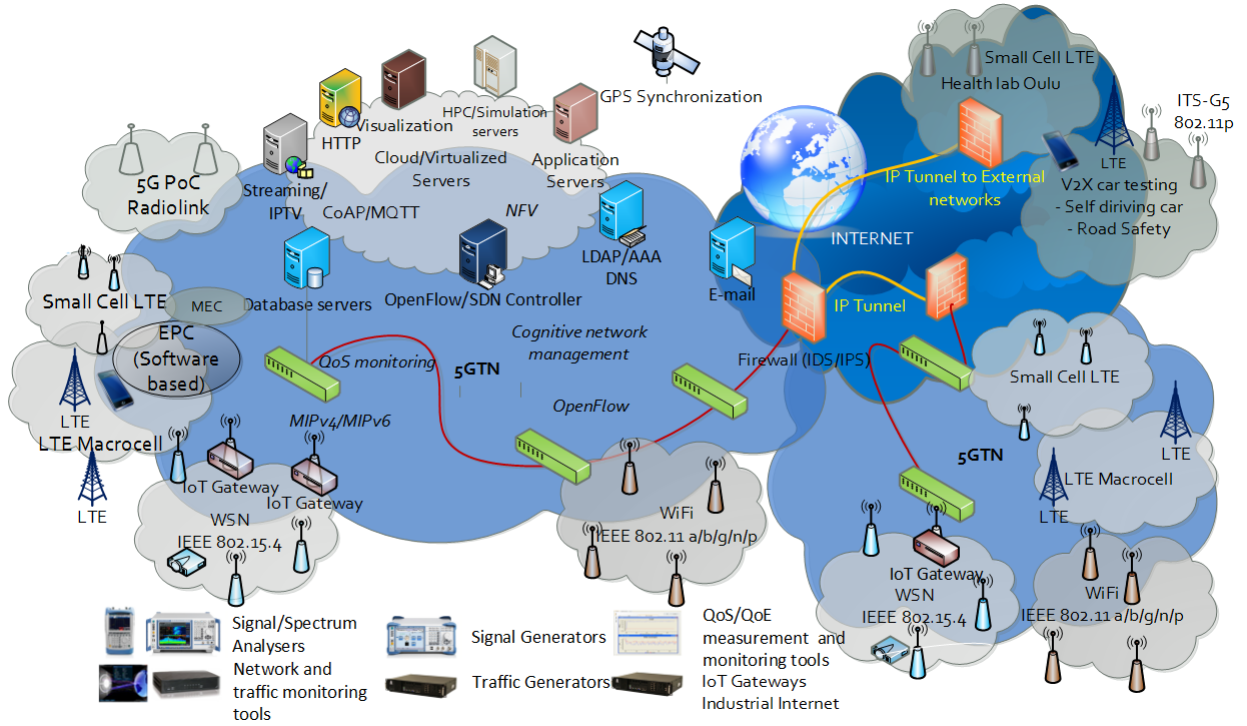 GPS Synchronization
Small Cell LTE
Health lab Oulu
ITS-G5
802.11p
LTE
V2X car testing
- Self diriving car
- Road Safety
HTTP
Visualization
HPC/Simulation
servers
Cloud/Virtualized
Servers
Application
Servers
Streaming/
IPTV
CoAP/MQTT
NFV
5G PoC
Radiolink
IP Tunnel to External
networks
INTERNET
LDAP/AAA
DNS
E-mail
Small Cell LTE
MEC
Database servers
OpenFlow/SDN Controller
IP Tunnel
EPC
(Software
based)
QoS monitoring
Cognitive network
management
Firewall (IDS/IPS)
5GTN
Small Cell LTE
LTE
LTE Macrocell
MIPv4/MIPv6
OpenFlow
5GTN
LTE
LTE Macrocell
LTE
LTE
IoT Gateway
IoT Gateway
WSN
IEEE 802.15.4
WiFi
IEEE 802.11 a/b/g/n/p
IoT Gateway
WSN
IEEE 802.15.4
WiFi
IEEE 802.11 a/b/g/n/p
Signal/Spectrum
Analysers
Network and
traffic monitoring
tools
Signal Generators
Traffic Generators
QoS/QoE
measurement and
monitoring tools
IoT Gateways
Industrial Internet